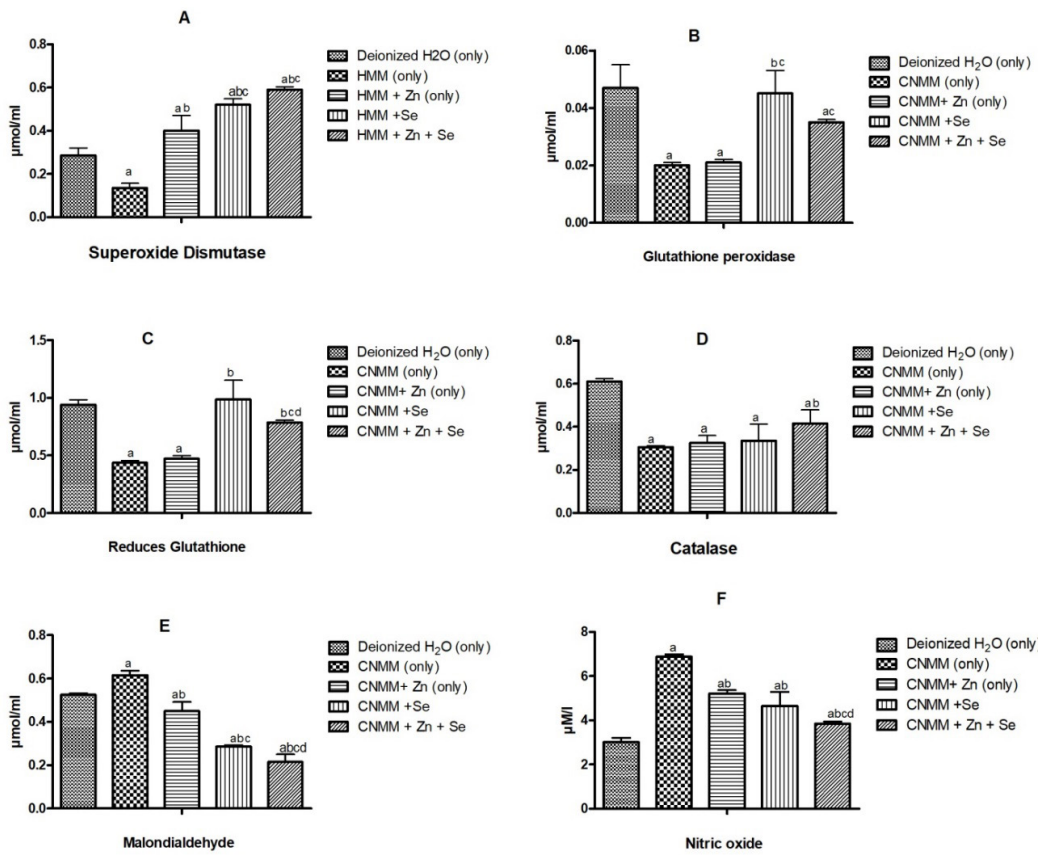 A
0.8
0.6
0.4
0.2
0.0
µmol/ml
a
ab
abc
abc
Superoxide Dismutase
Deionized H2O (only)
HMM (only)
HMM + Zn (only)
HMM +Se
HMM + Zn + Se
B
0.06
0.04
0.02
0.00
µmol/ml
a
a
bc
ac
Glutathione peroxidase
Deionized H₂O (only)
CNMM (only)
CNMM+ Zn (only)
CNMM +Se
CNMM + Zn + Se
C
1.5
1.0
0.5
0.0
µmol/ml
a
a
b
bcd
Reduces Glutathione
Deionized H₂O (only)
CNMM (only)
CNMM+ Zn (only)
CNMM +Se
CNMM + Zn + Se
D
0.8
0.6
0.4
0.2
0.0
µmol/ml
a
a
a
ab
Catalase
Deionized H₂O (only)
CNMM (only)
CNMM+ Zn (only)
CNMM +Se
CNMM + Zn + Se
E
0.8
0.6
0.4
0.2
0.0
µmol/ml
a
ab
abc
abcd
Malondialdehyde
Deionized H₂O (only)
CNMM (only)
CNMM+ Zn (only)
CNMM +Se
CNMM + Zn + Se
F
8
6
4
2
0
µM/l
a
ab
ab
abcd
Nitric oxide
Deionized H₂O (only)
CNMM (only)
CNMM+ Zn (only)
CNMM +Se
CNMM + Zn + Se